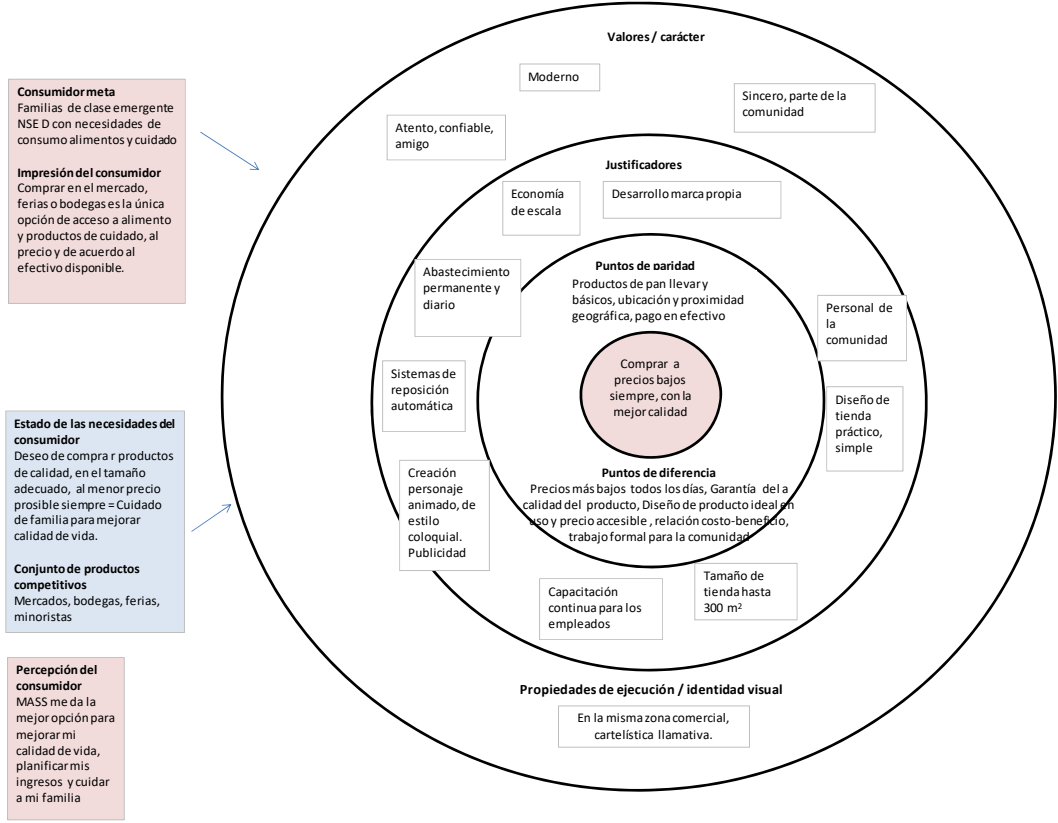 Valores / carácter
Moderno
Sincero, parte de la
comunidad
Atento, confiable,
amigo
Consumidor meta
Familias de clase emergente
NSE D con necesidades de
consumo alimentos y cuidado
Impresión del consumidor
Comprar en el mercado,
ferias o bodegas es la única
opción de acceso a alimento
y productos de cuidado, al
precio y de acuerdo al
efectivo disponible.
Justificadores
Economía
de escala
Desarrollo marca propia
Abastecimiento
permanente y
diario
Puntos de paridad
Productos de pan llevar y
básicos, ubicación y proximidad
geográfica, pago en efectivo
Personal de
la
comunidad
Sistemas de
reposición
automática
Comprar a
precios bajos
siempre, con la
mejor calidad
Diseño de
tienda
práctico,
simple
Estado de las necesidades del
consumidor
Deseo de compra r productos
de calidad, en el tamaño
adecuado, al menor precio
prosible siempre = Cuidado
de familia para mejorar
calidad de vida.
Conjunto de productos
competitivos
Mercados, bodegas, ferias,
minoristas
Creación
personaje
animado, de
estilo
coloquial.
Publicidad
Puntos de diferencia
Precios más bajos todos los días, Garantía del a
calidad del producto, Diseño de producto ideal en
uso y precio accesible , relación costo-beneficio,
trabajo formal para la comunidad
Capacitación
continua para los
empleados
Tamaño de
tienda hasta
300 m²
Percepción del
consumidor
MASS me da la
mejor opción para
mejorar mi
calidad de vida,
planificar mis
ingresos y cuidar
a mi familia
Propiedades de ejecución / identidad visual
En la misma zona comercial,
cartelística llamativa.